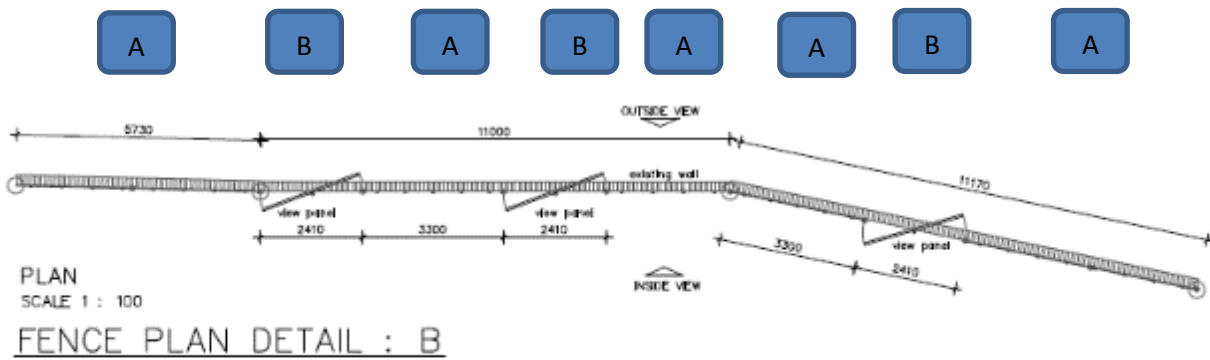 A B A B A A B A
OUTSIDE VIEW
5730 11000 11170
existing wall
view panel view panel view panel
2410 3300 2410 3300 2410
PLAN
SCALE 1 : 100
INSIDE VIEW
FENCE PLAN DETAIL : B